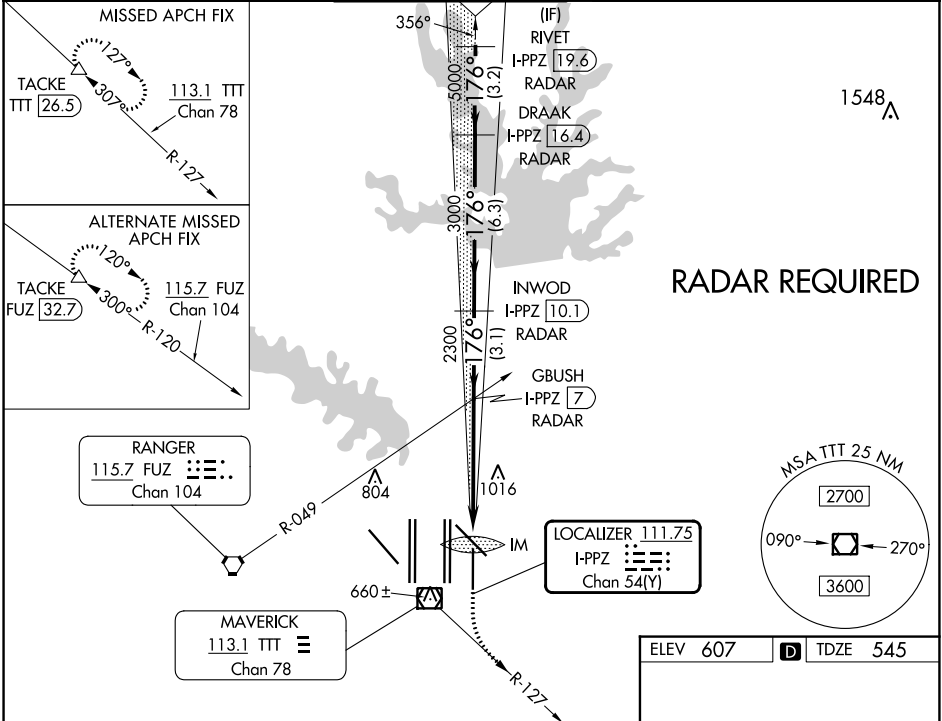 MISSED APCH FIX
127°
TACKE
TTT 26.5
307°
113.1 TTT
Chan 78
R-127
ALTERNATE MISSED
APCH FIX
120°
TACKE
FUZ 32.7
300°
115.7 FUZ
Chan 104
R-120
356°
(IF)
RIVET
I-PPZ 19.6
RADAR
5000
176°
(3.2)
DRAAK
I-PPZ 16.4
RADAR
3000
176°
(6.3)
INWOD
I-PPZ 10.1
RADAR
2300
176°
(3.1)
GBUSH
I-PPZ 7
RADAR
1548
RADAR REQUIRED
RANGER
115.7 FUZ
Chan 104
R-049
804
1016
IM
LOCALIZER 111.75
I-PPZ
Chan 54(Y)
660±
MAVERICK
113.1 TTT
Chan 78
R-127
MSA TTT 25 NM
2700
090°
270°
3600
ELEV 607 D TDZE 545